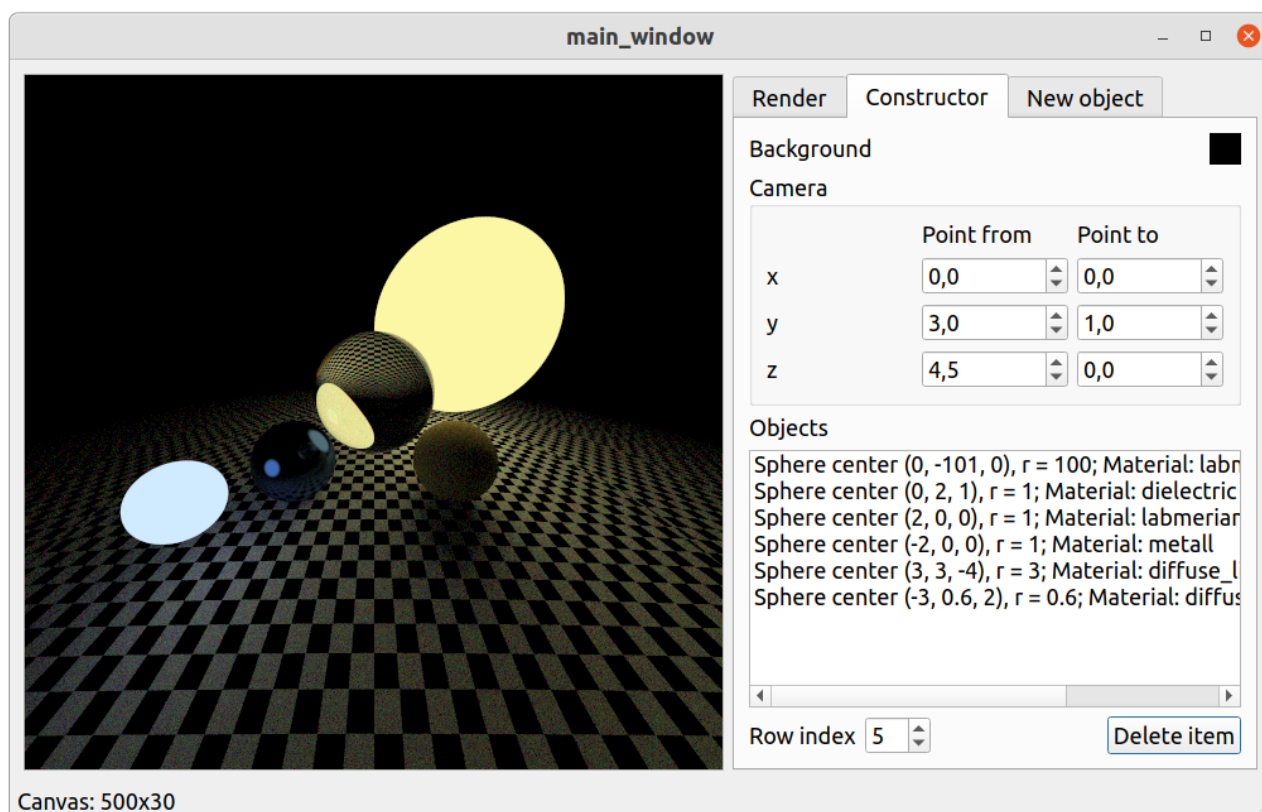 main_window
Render Constructor New object
Background
Camera
Point from Point to
x 0,0 0,0
y 3,0 1,0
z 4,5 0,0
Objects
Sphere center (0, -101, 0), r = 100; Material: labm
Sphere center (0, 2, 1), r = 1; Material: dielectric
Sphere center (2, 0, 0), r = 1; Material: labmerian
Sphere center (-2, 0, 0), r = 1; Material: metall
Sphere center (3, 3, -4), r = 3; Material: diffuse_l
Sphere center (-3, 0.6, 2), r = 0.6; Material: diffus
Row index 5 Delete item
Canvas: 500x30